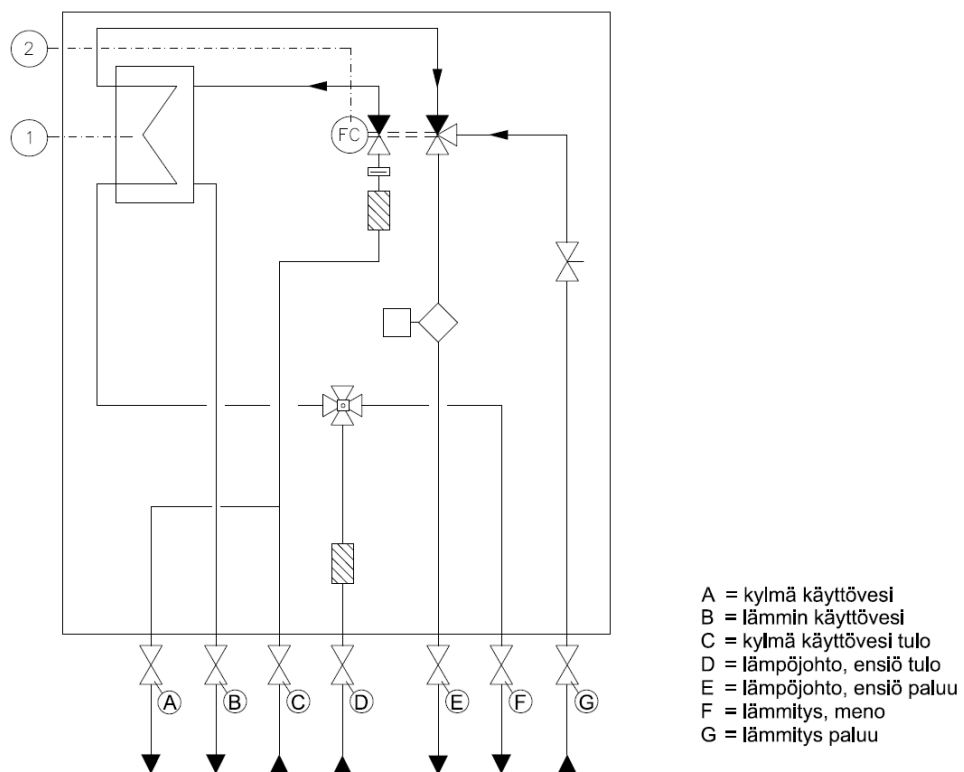 2
1
FC
A
B
C
D
E
F
G
A = kylmä käyttövesi
B = lämmin käyttövesi
C = kylmä käyttövesi tulo
D = lämpöjohto, ensiö tulo
E = lämpöjohto, ensiö paluu
F = lämmitys, meno
G = lämmitys paluu